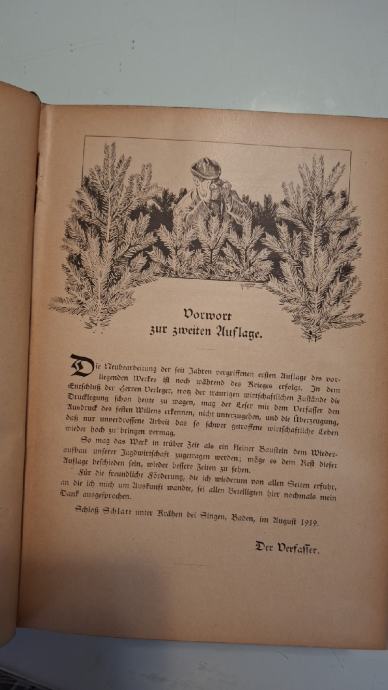 Vorwort
zur zweiten Auflage.
Die Neubearbeitung der seit Jahren vergriffenen ersten Auflage des vor-
liegenden Werkes ist noch während des Krieges erfolgt. In dem
Entschluß der Herren Verleger, trotz der traurigen wirtschaftlichen Zustände die
Drucklegung schon heute zu wagen, mag der Leser mit dem Verfasser den
Ausdruck des festen Willens erkennen, nicht unterzugehen, und die Überzeugung,
daß nur unverdrossene Arbeit das so schwer getroffene wirtschaftliche Leben
wieder hoch zu bringen vermag.
So mag das Werk in trüber Zeit als ein kleiner Baustein dem Wieder-
aufbau unserer Jagdwirtschaft zugetragen werden; möge es dem Rest dieser
Auflage beschieden sein, wieder bessere Zeiten zu sehen.
Für die freundliche Förderung, die ich wiederum von allen Seiten erfuhr,
an die ich mich um Auskunft wandte, sei allen Beteiligten hier nochmals mein
Dank ausgesprochen.
Schloß Schlatt unter Krähen bei Singen, Baden, im August 1919.
Der Verfasser.